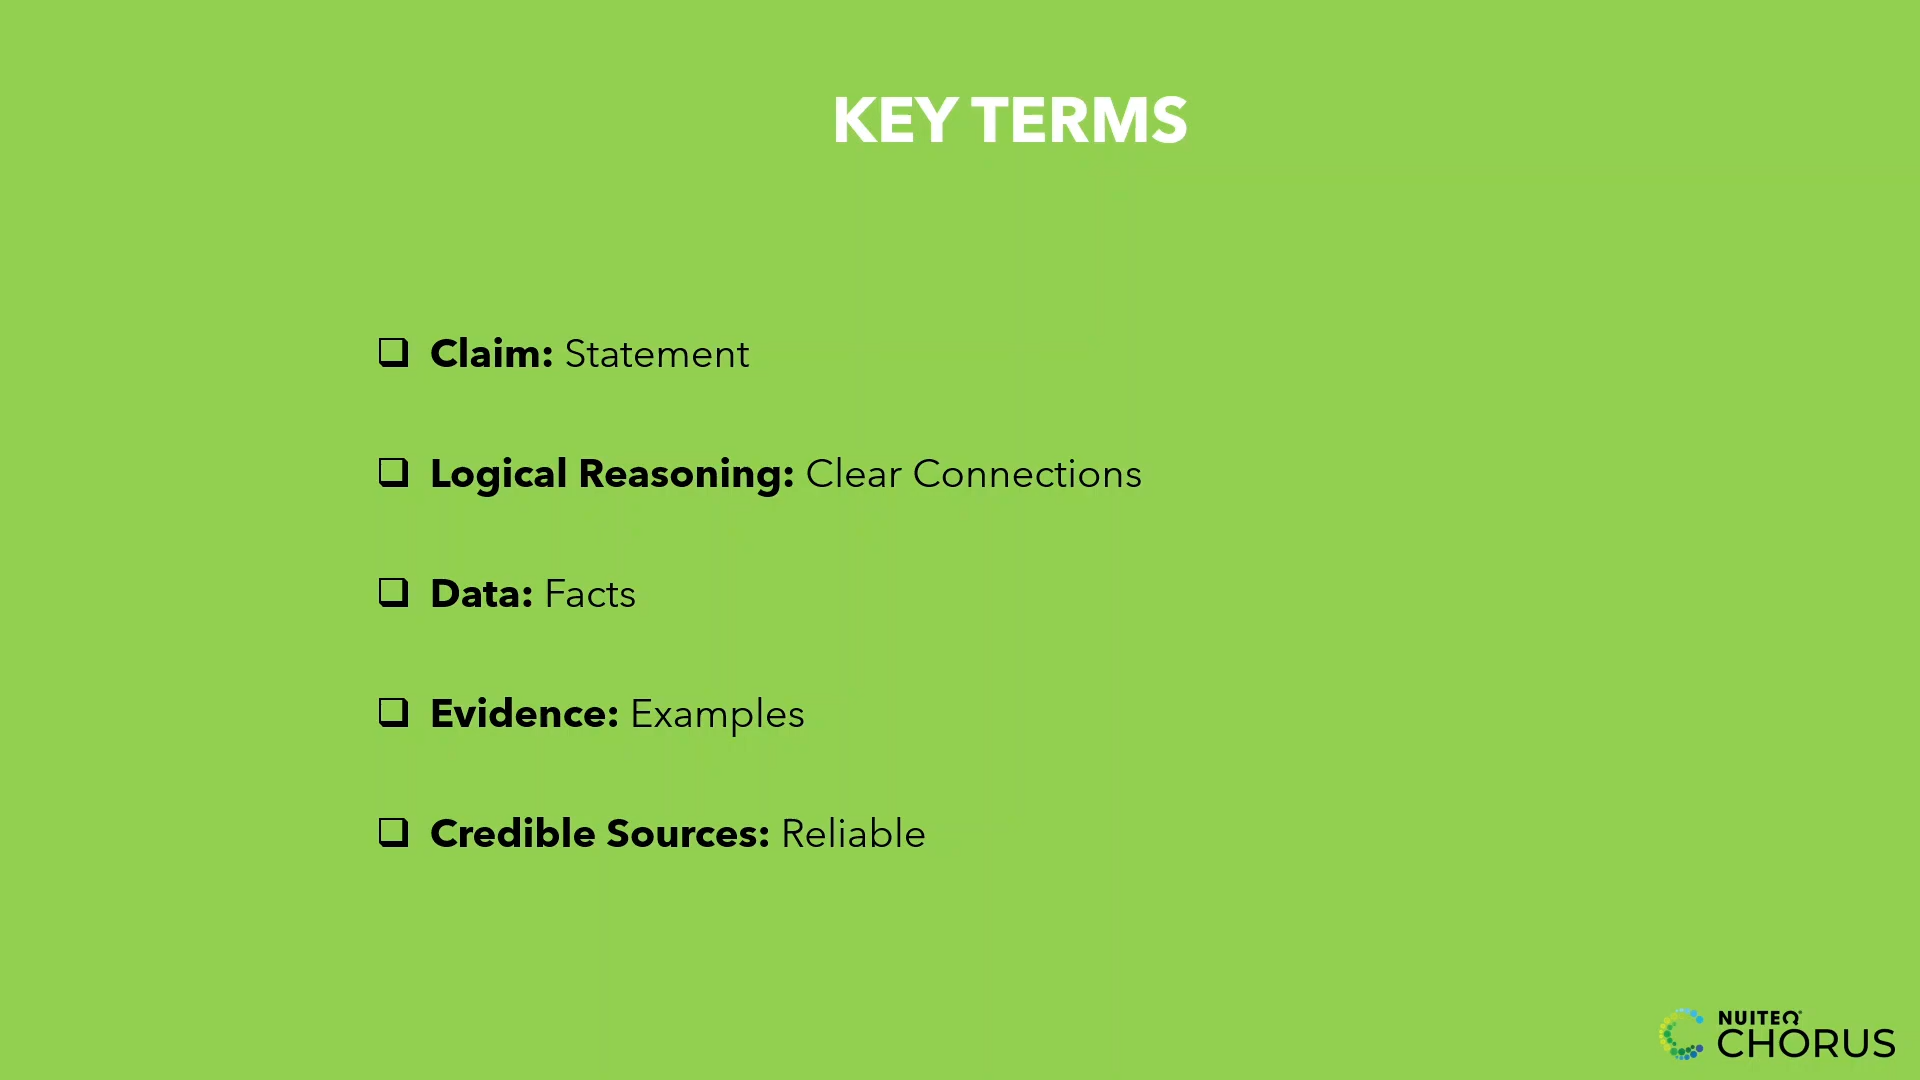 KEY TERMS
❑ Claim: Statement
❑ Logical Reasoning: Clear Connections
❑ Data: Facts
❑ Evidence: Examples
❑ Credible Sources: Reliable
NUITEQ®
CHORUS